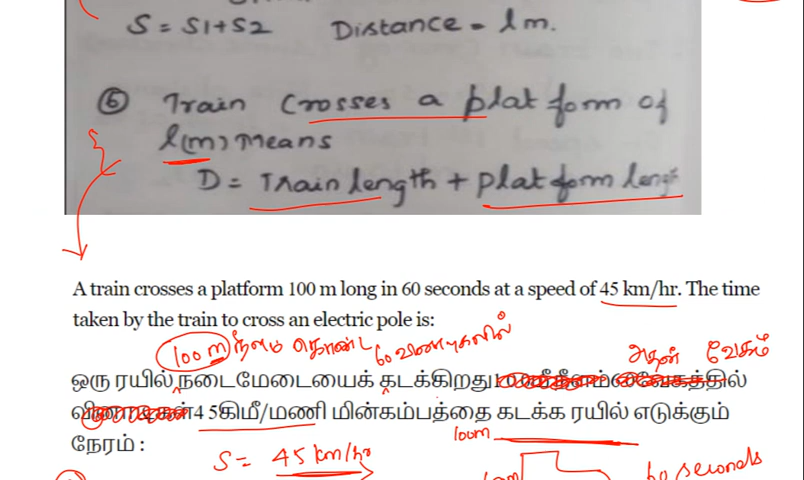 S = S1+S2 Distance = l m.
⑥ Train Crosses a platform of
l(m) means
D = Train length + platform length
A train crosses a platform 100 m long in 60 seconds at a speed of 45 km/hr. The time
taken by the train to cross an electric pole is:
100m நீளம் கொண்ட 60 வினாடிகளில் அதன் வேகம்
ஒரு ரயில் நடைமேடையைக் கடக்கிறது
45கிமீ/மணி மின்கம்பத்தை கடக்க ரயில் எடுக்கும்
நேரம் :
S = 45 km/hr 100m 60 seconds